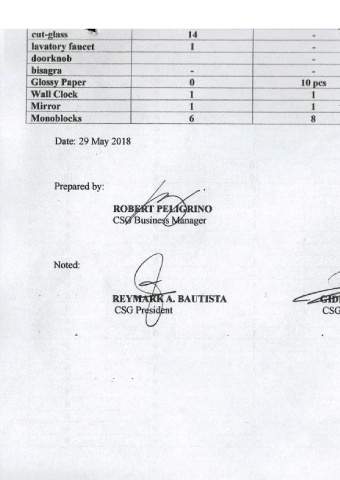 cut-glass 14 -
lavatory faucet 1 -
doorknob
bisagra - -
Glossy Paper 0 10 pcs
Wall Clock 1 1
Mirror 1 1
Monoblocks 6 8
Date: 29 May 2018
Prepared by:
ROBERT PELIGRINO
CSG Business Manager
Noted:
REYMARK A. BAUTISTA GID
CSG President CSG